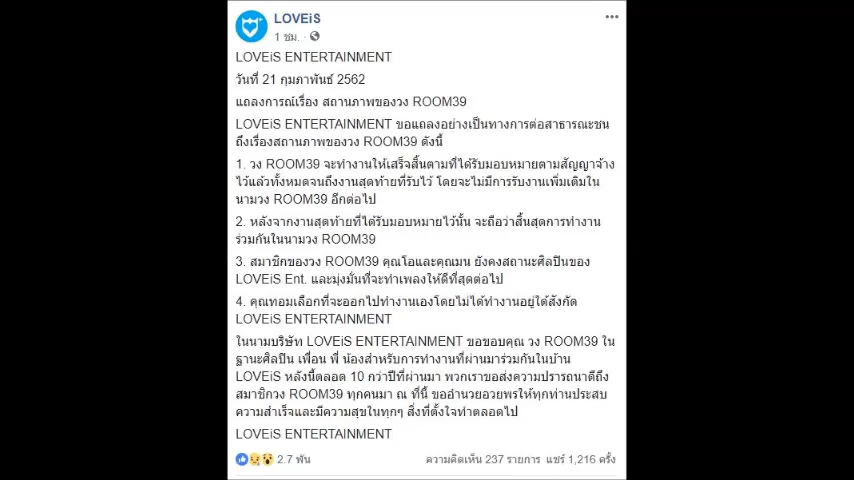 LOVEiS
1 ชม. ·
LOVEiS ENTERTAINMENT
วันที่ 21 กุมภาพันธ์ 2562
แถลงการณ์เรื่อง สถานภาพของวง ROOM39
LOVEiS ENTERTAINMENT ขอแถลงอย่างเป็นทางการต่อสาธารณะชน
ถึงเรื่องสถานภาพของวง ROOM39 ดังนี้
1. วง ROOM39 จะทำงานให้เสร็จสิ้นตามที่ได้รับมอบหมายตามสัญญาจ้าง
ไว้แล้วทั้งหมดจนถึงงานสุดท้ายที่รับไว้ โดยจะไม่มีการรับงานเพิ่มเติมใน
นามวง ROOM39 อีกต่อไป
2. หลังจากงานสุดท้ายที่ได้รับมอบหมายไว้นั้น จะถือว่าสิ้นสุดการทำงาน
ร่วมกันในนามวง ROOM39
3. สมาชิกของวง ROOM39 คุณโอและคุณมน ยังคงสถานะศิลปินของ
LOVEiS Ent. และมุ่งมั่นที่จะทำเพลงให้ดีที่สุดต่อไป
4. คุณทอมเลือกที่จะออกไปทำงานเองโดยไม่ได้ทำงานอยู่ใต้สังกัด
LOVEiS ENTERTAINMENT
ในนามบริษัท LOVEiS ENTERTAINMENT ขอขอบคุณ วง ROOM39 ใน
ฐานะศิลปิน เพื่อน พี่ น้องสำหรับการทำงานที่ผ่านมาร่วมกันในบ้าน
LOVEiS หลังนี้ตลอด 10 กว่าปีที่ผ่านมา พวกเราขอส่งความปรารถนาดีถึง
สมาชิกวง ROOM39 ทุกคนมา ณ ที่นี้ ขออำนวยอวยพรให้ทุกท่านประสบ
ความสำเร็จและมีความสุขในทุกๆ สิ่งที่ตั้งใจทำตลอดไป
LOVEiS ENTERTAINMENT
2.7 พัน ความคิดเห็น 237 รายการ แชร์ 1,216 ครั้ง